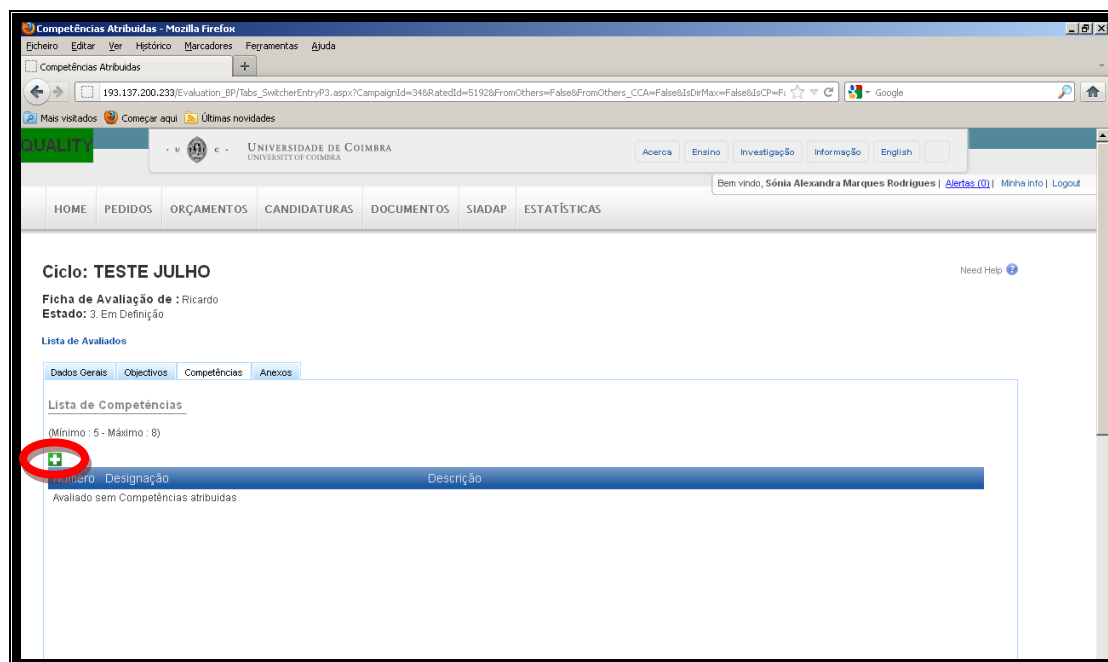 Competências Atribuidas - Mozilla Firefox
Ficheiro Editar Ver Histórico Marcadores Ferramentas Ajuda
Competências Atribuidas
193.137.200.233/Evaluation_BP/Tabs_SwitcherEntryP3.aspx?CampaignId=34&RatedId=5192&FromOthers=False&FromOthers_CCA=False&IsDirMax=False&IsCP=Fa Google
Mais visitados Começar aqui Últimas novidades
QUALITY
· U C · UNIVERSIDADE DE COIMBRA
UNIVERSITY OF COIMBRA
Acerca Ensino Investigação Informação English
Bem vindo, Sónia Alexandra Marques Rodrigues | Alertas (0) | Minha info | Logout
HOME PEDIDOS ORÇAMENTOS CANDIDATURAS DOCUMENTOS SIADAP ESTATÍSTICAS
Ciclo: TESTE JULHO
Need Help ?
Ficha de Avaliação de : Ricardo
Estado: 3. Em Definição
Lista de Avaliados
Dados Gerais Objectivos Competências Anexos
Lista de Competências
(Mínimo : 5 - Máximo : 8)
Número Designação Descrição
Avaliado sem Competências atribuidas